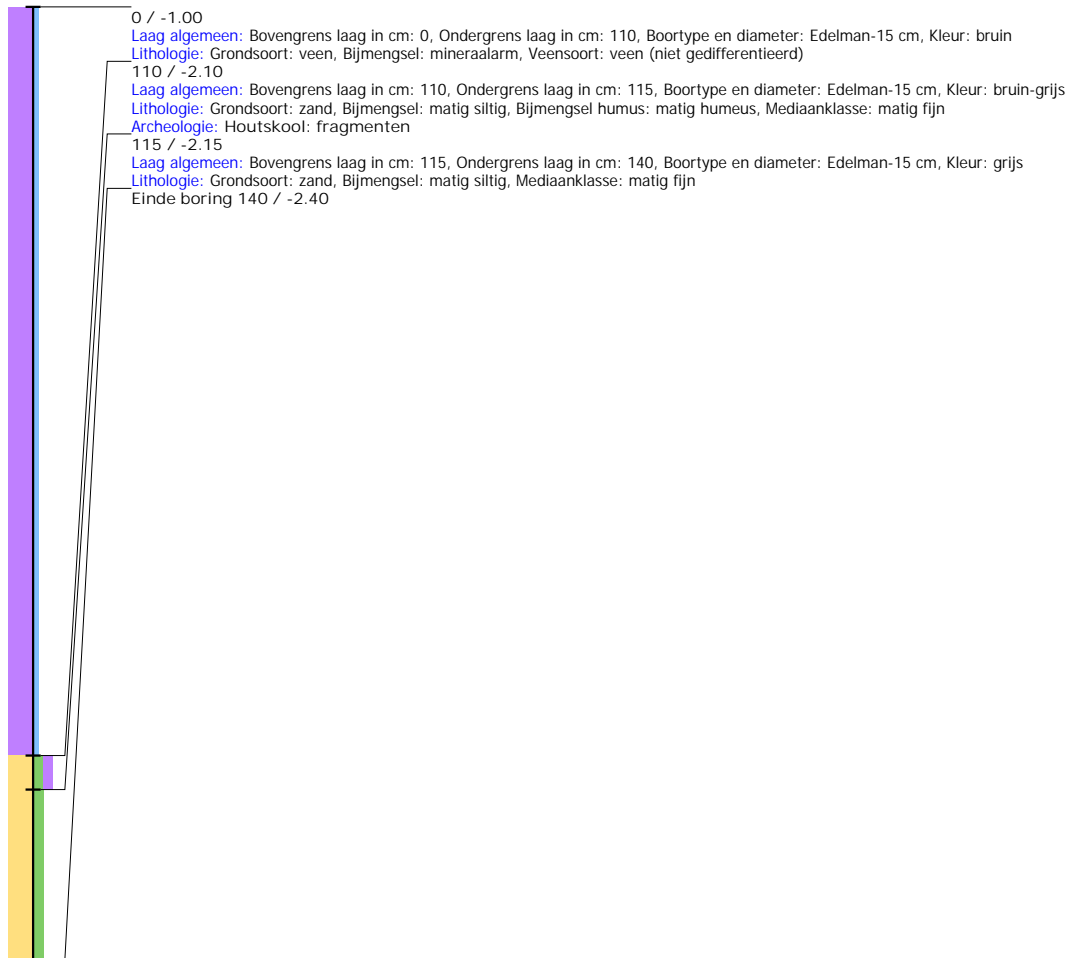 0 / -1.00
Laag algemeen: Bovengrens laag in cm: 0, Ondergrens laag in cm: 110, Boortype en diameter: Edelman-15 cm, Kleur: bruin
Lithologie: Grondsoort: veen, Bijmengsel: mineraalarm, Veensoort: veen (niet gedifferentieerd)
110 / -2.10
Laag algemeen: Bovengrens laag in cm: 110, Ondergrens laag in cm: 115, Boortype en diameter: Edelman-15 cm, Kleur: bruin-grijs
Lithologie: Grondsoort: zand, Bijmengsel: matig siltig, Bijmengsel humus: matig humeus, Mediaanklasse: matig fijn
Archeologie: Houtskool: fragmenten
115 / -2.15
Laag algemeen: Bovengrens laag in cm: 115, Ondergrens laag in cm: 140, Boortype en diameter: Edelman-15 cm, Kleur: grijs
Lithologie: Grondsoort: zand, Bijmengsel: matig siltig, Mediaanklasse: matig fijn
Einde boring 140 / -2.40